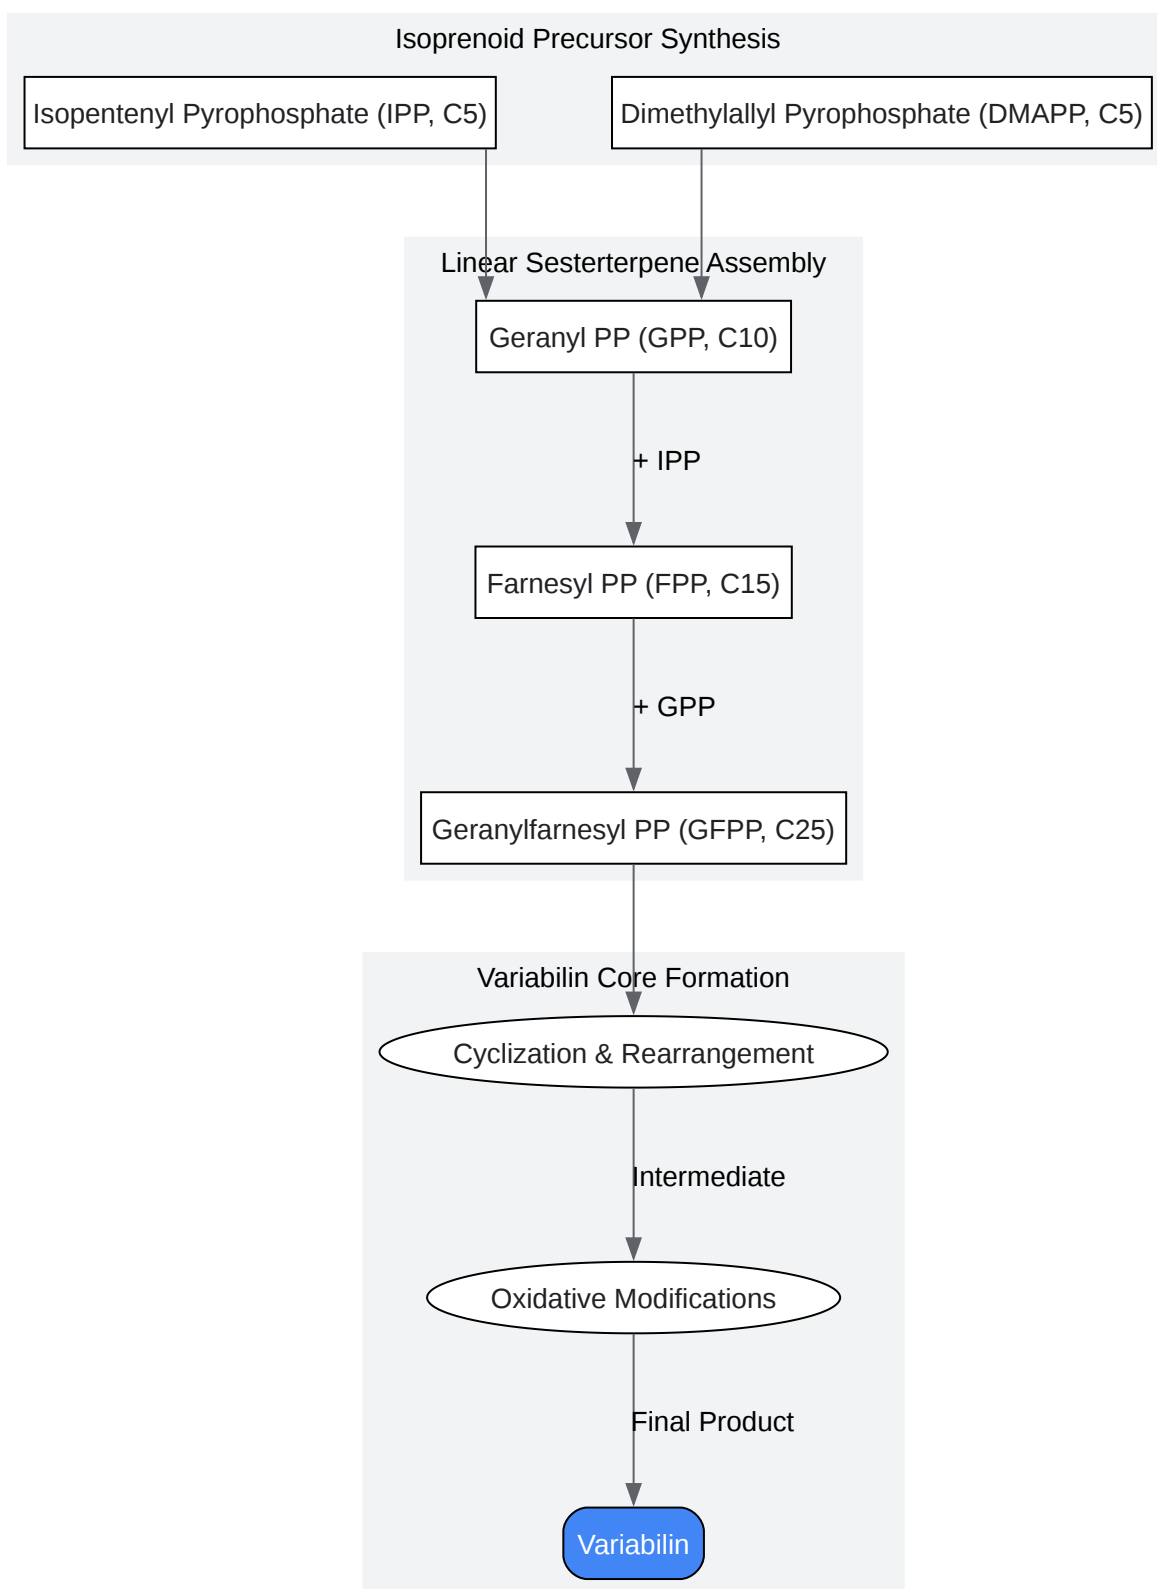 Isoprenoid Precursor Synthesis
Isopentenyl Pyrophosphate (IPP, C5)
Dimethylallyl Pyrophosphate (DMAPP, C5)
Linear Sesterterpene Assembly
Geranyl PP (GPP, C10)
+ IPP
Farnesyl PP (FPP, C15)
+ GPP
Geranylfarnesyl PP (GFPP, C25)
Variabilin Core Formation
Cyclization & Rearrangement
Intermediate
Oxidative Modifications
Final Product
Variabilin